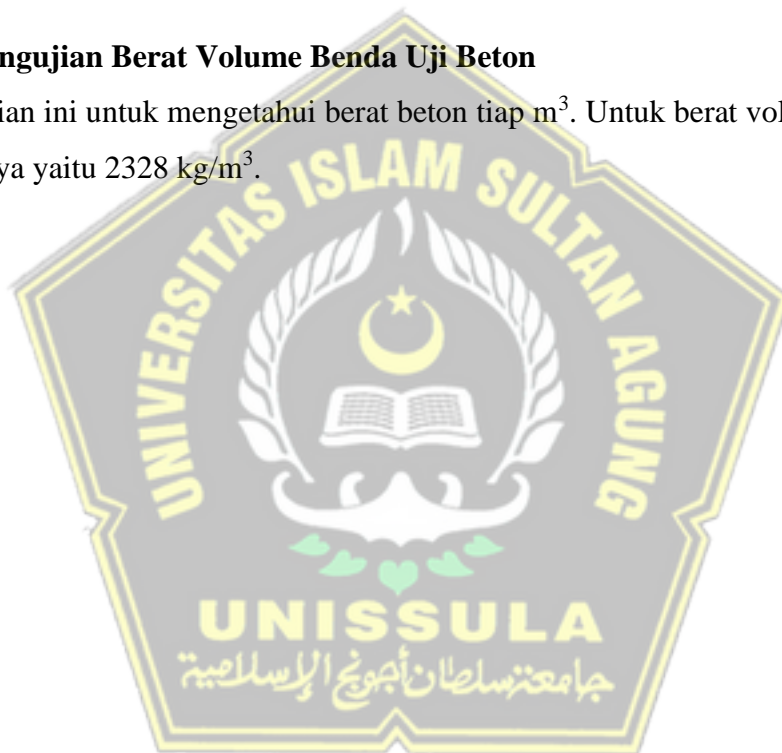 ngujian Berat Volume Benda Uji Beton
ian ini untuk mengetahui berat beton tiap m³. Untuk berat vol
ya yaitu 2328 kg/m³.
UNIVERSITAS ISLAM SULTAN AGUNG
UNISSULA
جامعة سلطان أجونج الإسلامية